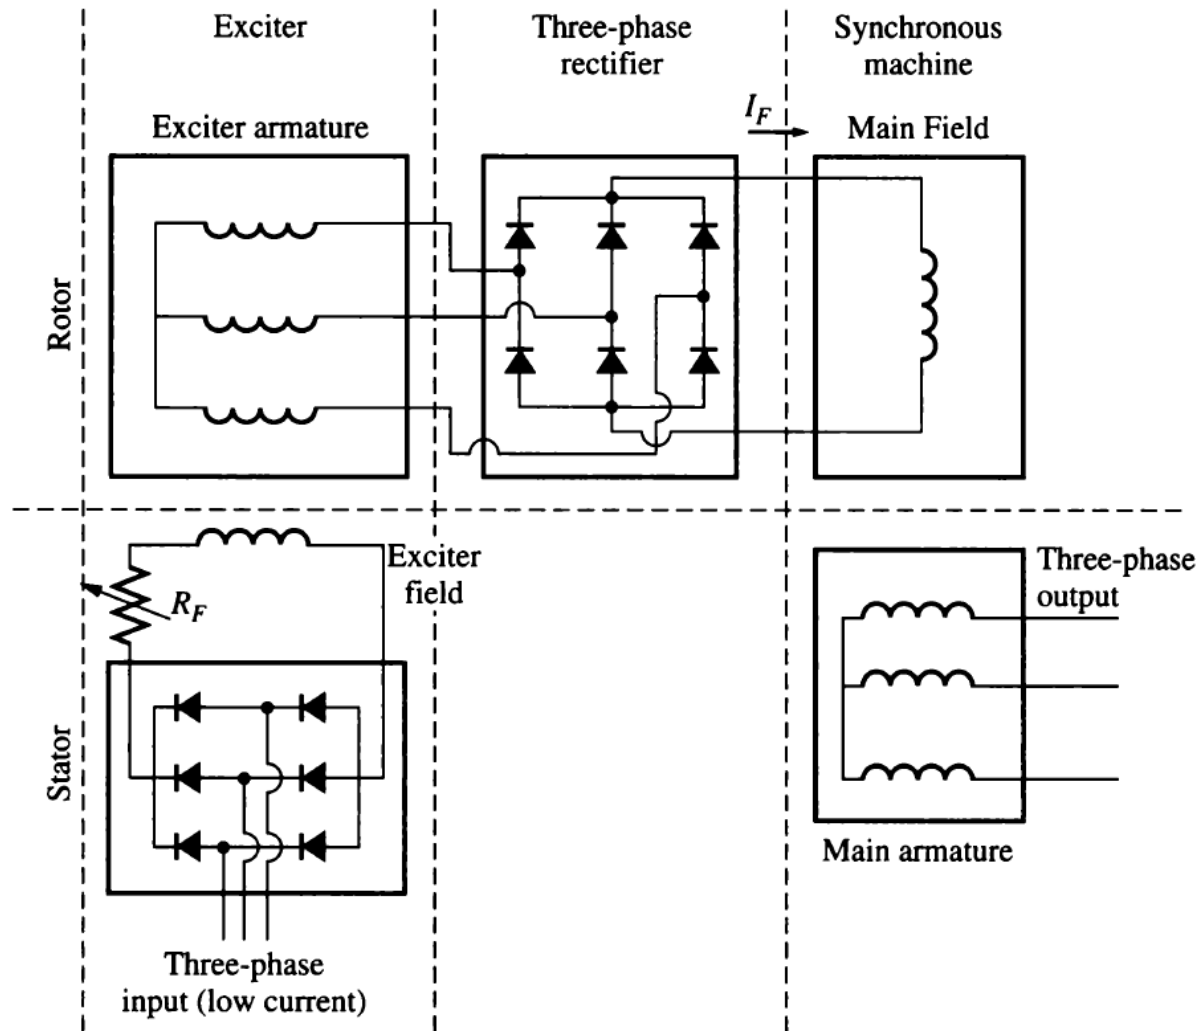 Exciter
Three-phase
rectifier
Synchronous
machine
Exciter armature
I_F
Main Field
Rotor
Exciter
field
R_F
Three-phase
output
Stator
Main armature
Three-phase
input (low current)